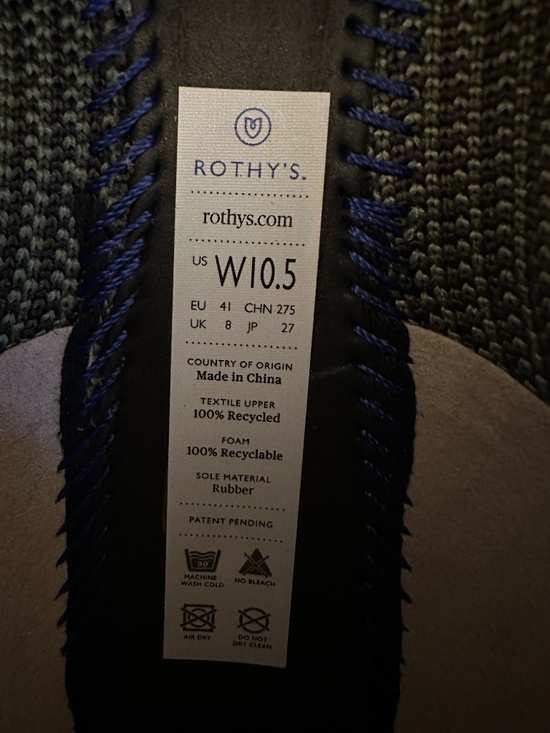 ROTHY'S.
rothys.com
US W10.5
EU 41 CHN 275
UK 8 JP 27
COUNTRY OF ORIGIN
Made in China
TEXTILE UPPER
100% Recycled
FOAM
100% Recyclable
SOLE MATERIAL
Rubber
PATENT PENDING
30°
MACHINE WASH COLD
NO BLEACH
AIR DRY
DO NOT DRY CLEAN